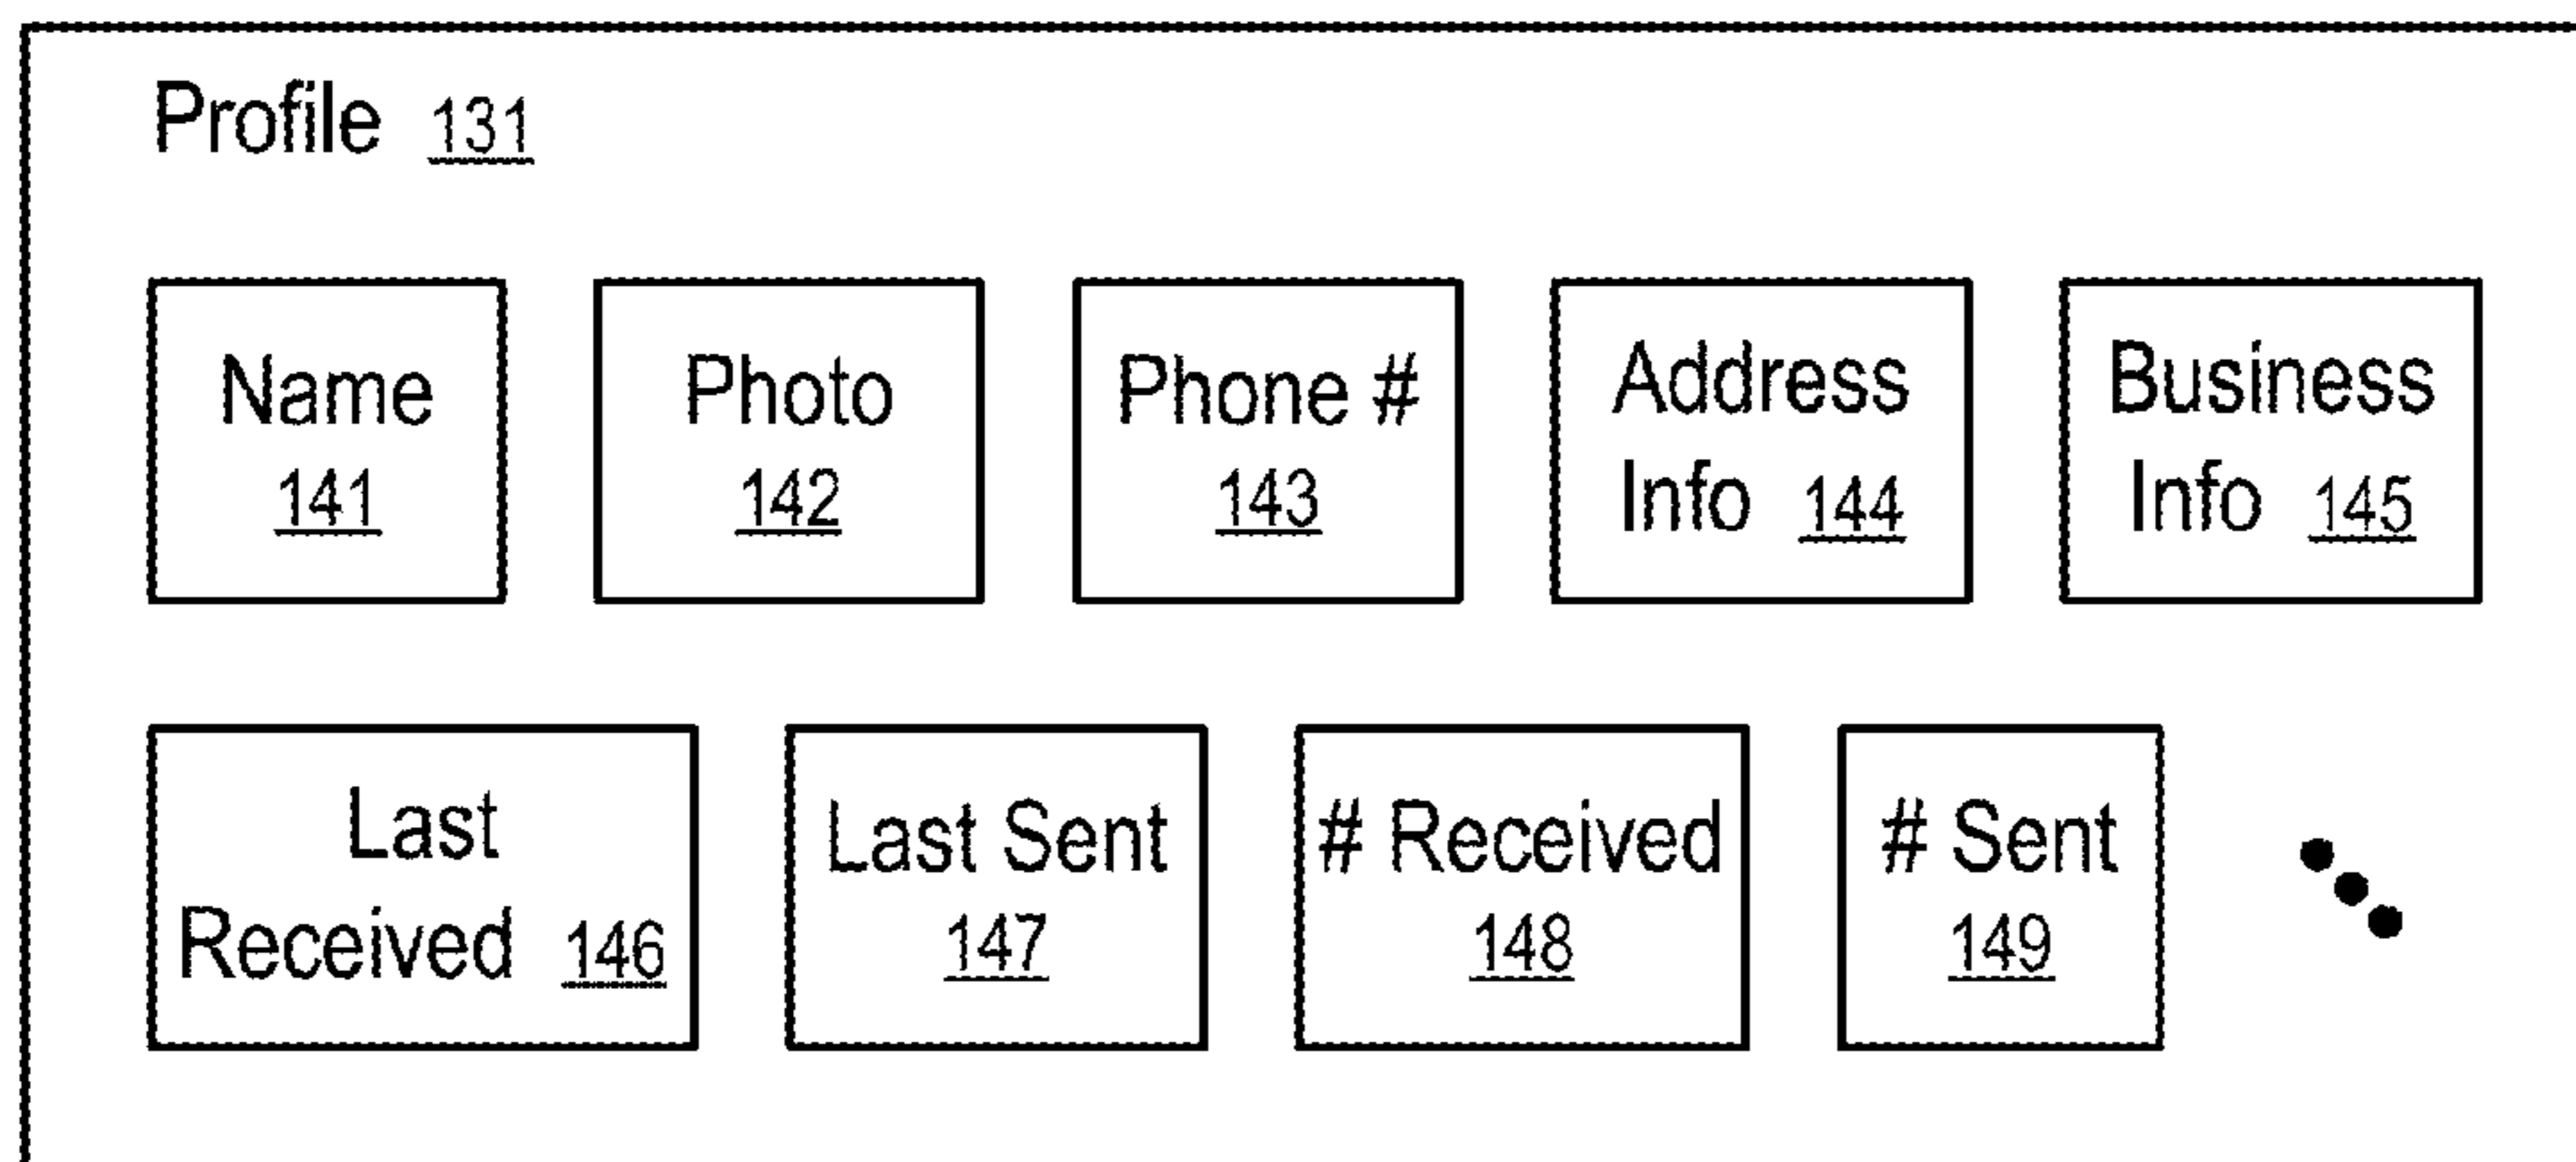 Profile 131
Name
141
Photo
142
Phone #
143
Address
Info 144
Business
Info 145
Last
Received 146
Last Sent
147
# Received
148
# Sent
149